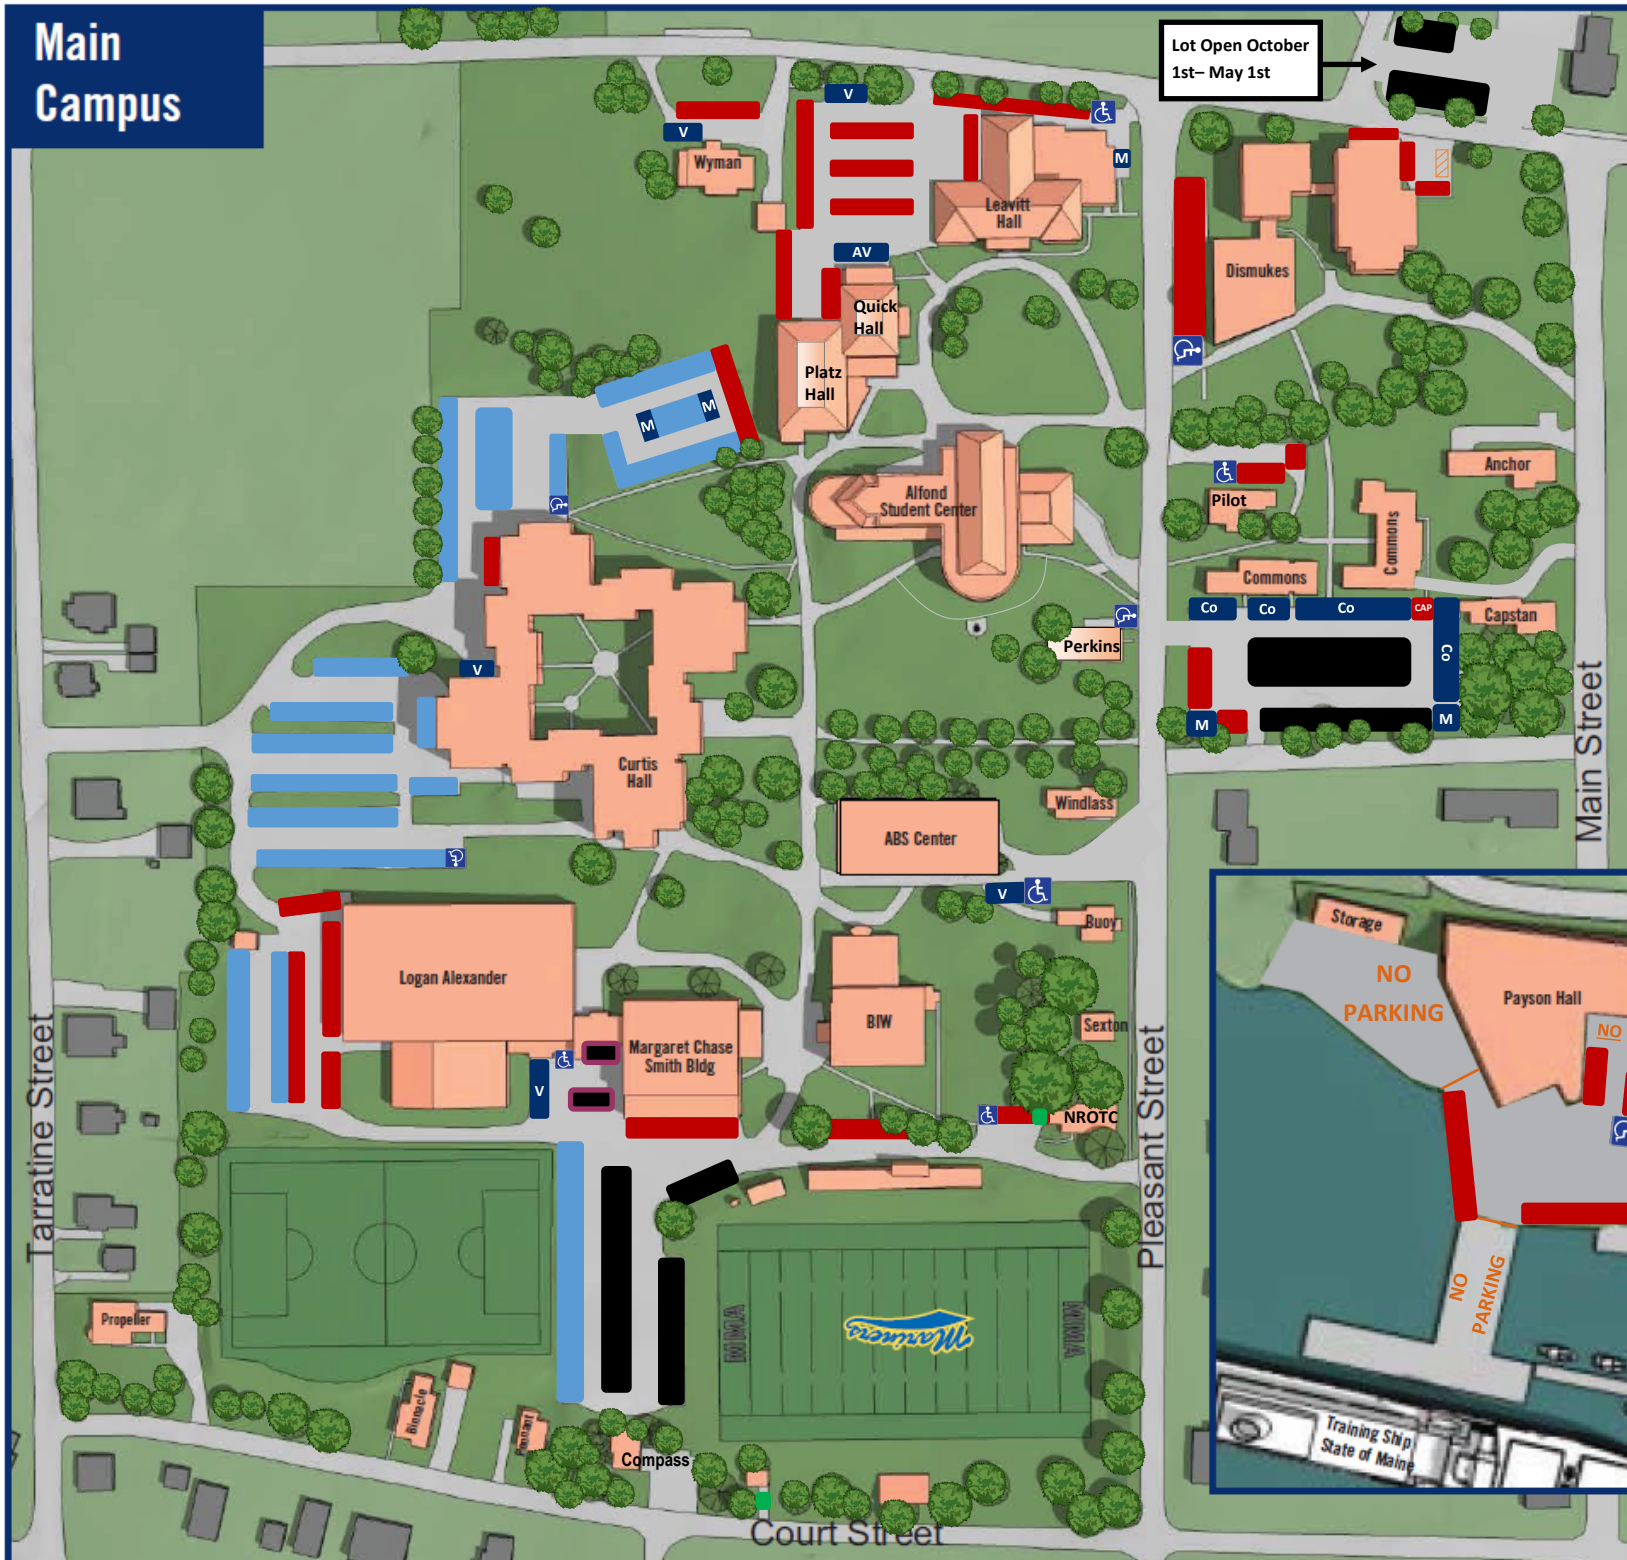 Main
Campus
Lot Open October
1st– May 1st
V
V
Wyman
M
Leavitt
Hall
AV
Dismukes
Quick
Hall
Platz
Hall
M
M
Alfond
Student Center
Anchor
Pilot
Commons
Commons
Co
Co
Co
CAP
Capstan
Co
Perkins
V
M
M
Main Street
Curtis
Hall
Windlass
ABS Center
V
Buoy
Storage
NO
PARKING
Payson Hall
NO
Logan Alexander
BIW
Sexton
Margaret Chase
Smith Bldg
V
NROTC
Tarratine Street
Pleasant Street
NO
PARKING
Propeller
Mariners
MMA
MMA
Binnacle
Pennant
Compass
Training Ship
State of Maine
Court Street